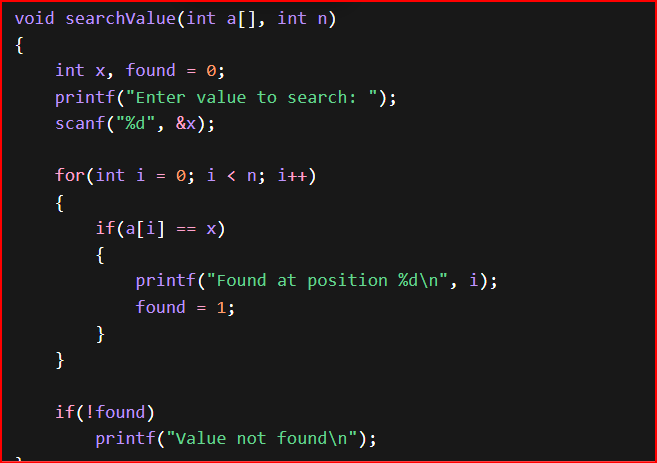 void searchValue(int a[], int n)
{
    int x, found = 0;
    printf("Enter value to search: ");
    scanf("%d", &x);

    for(int i = 0; i < n; i++)
    {
        if(a[i] == x)
        {
            printf("Found at position %d\n", i);
            found = 1;
        }
    }

    if(!found)
        printf("Value not found\n");
}